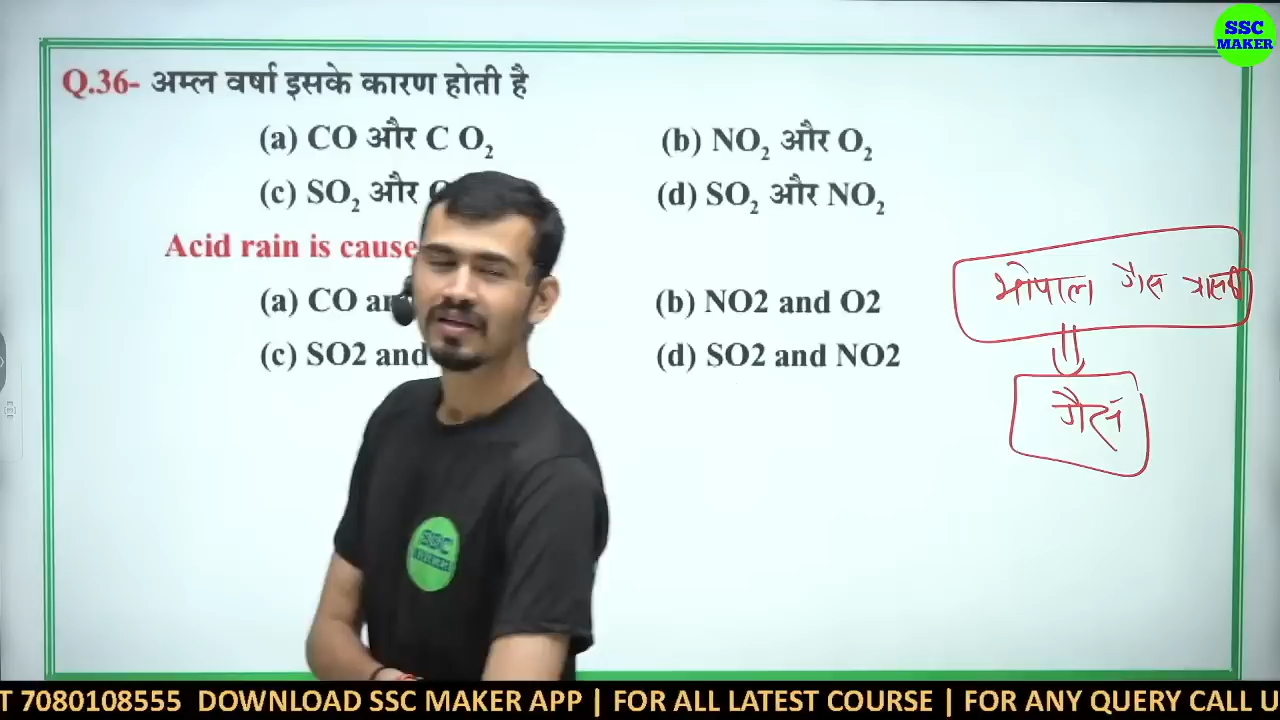 SSC
MAKER
Q.36- अम्ल वर्षा इसके कारण होती है
(a) CO और C O₂
(b) NO₂ और O₂
(c) SO₂ और
(d) SO₂ और NO₂
Acid rain is cause
(a) CO an
(b) NO2 and O2
(c) SO2 and
(d) SO2 and NO2
भोपाल गैस त्रासदी
गैस
SSC
T 7080108555 DOWNLOAD SSC MAKER APP | FOR ALL LATEST COURSE | FOR ANY QUERY CALL U